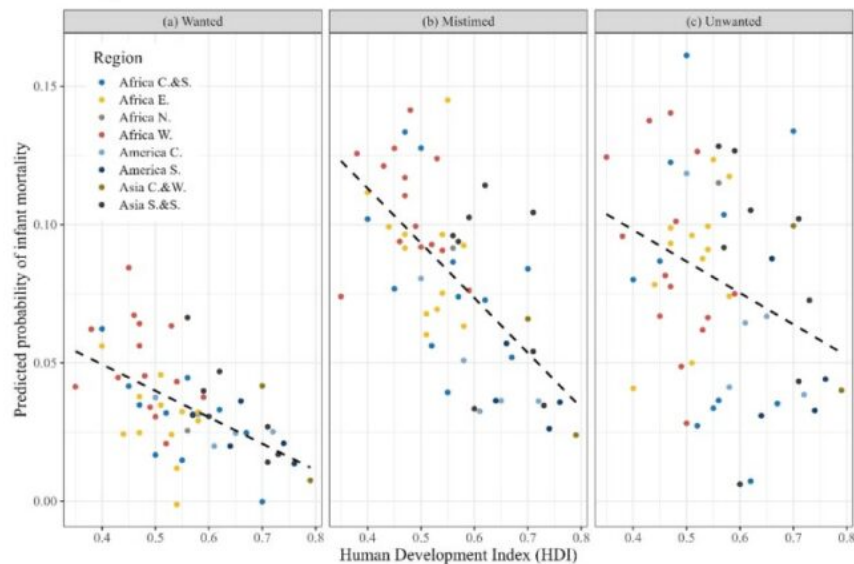 (a) Wanted
(b) Mistimed
(c) Unwanted
Region
Africa C.&S.
Africa E.
Africa N.
Africa W.
America C.
America S.
Asia C.&W.
Asia S.&S.
Predicted probability of infant mortality
0.15
0.10
0.05
0.00
0.4 0.5 0.6 0.7 0.8
0.4 0.5 0.6 0.7 0.8
0.4 0.5 0.6 0.7 0.8
Human Development Index (HDI)